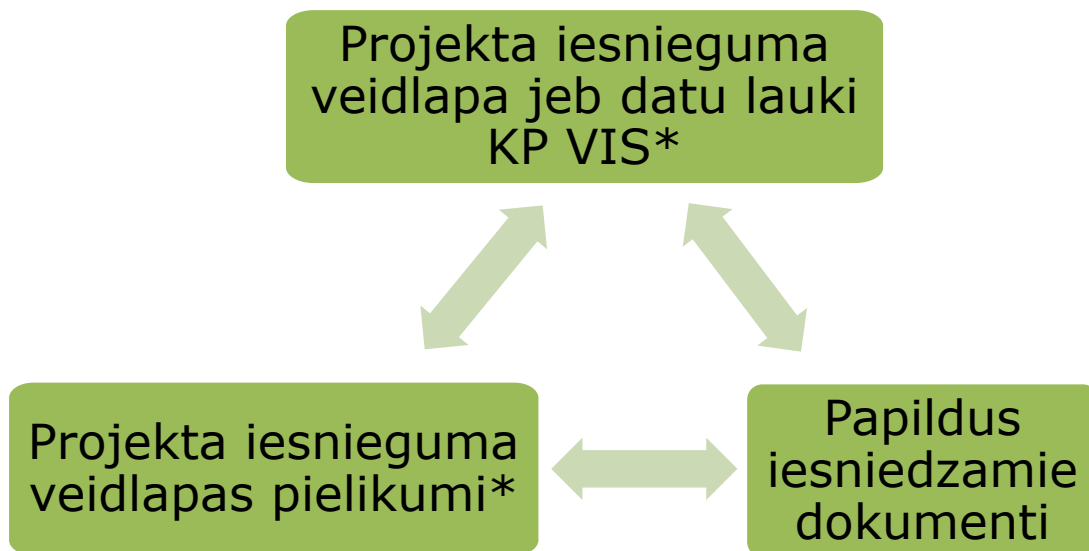 Projekta iesnieguma
veidlapa jeb datu lauki
KP VIS*
Projekta iesnieguma
veidlapas pielikumi*
Papildus
iesniedzamie
dokumenti